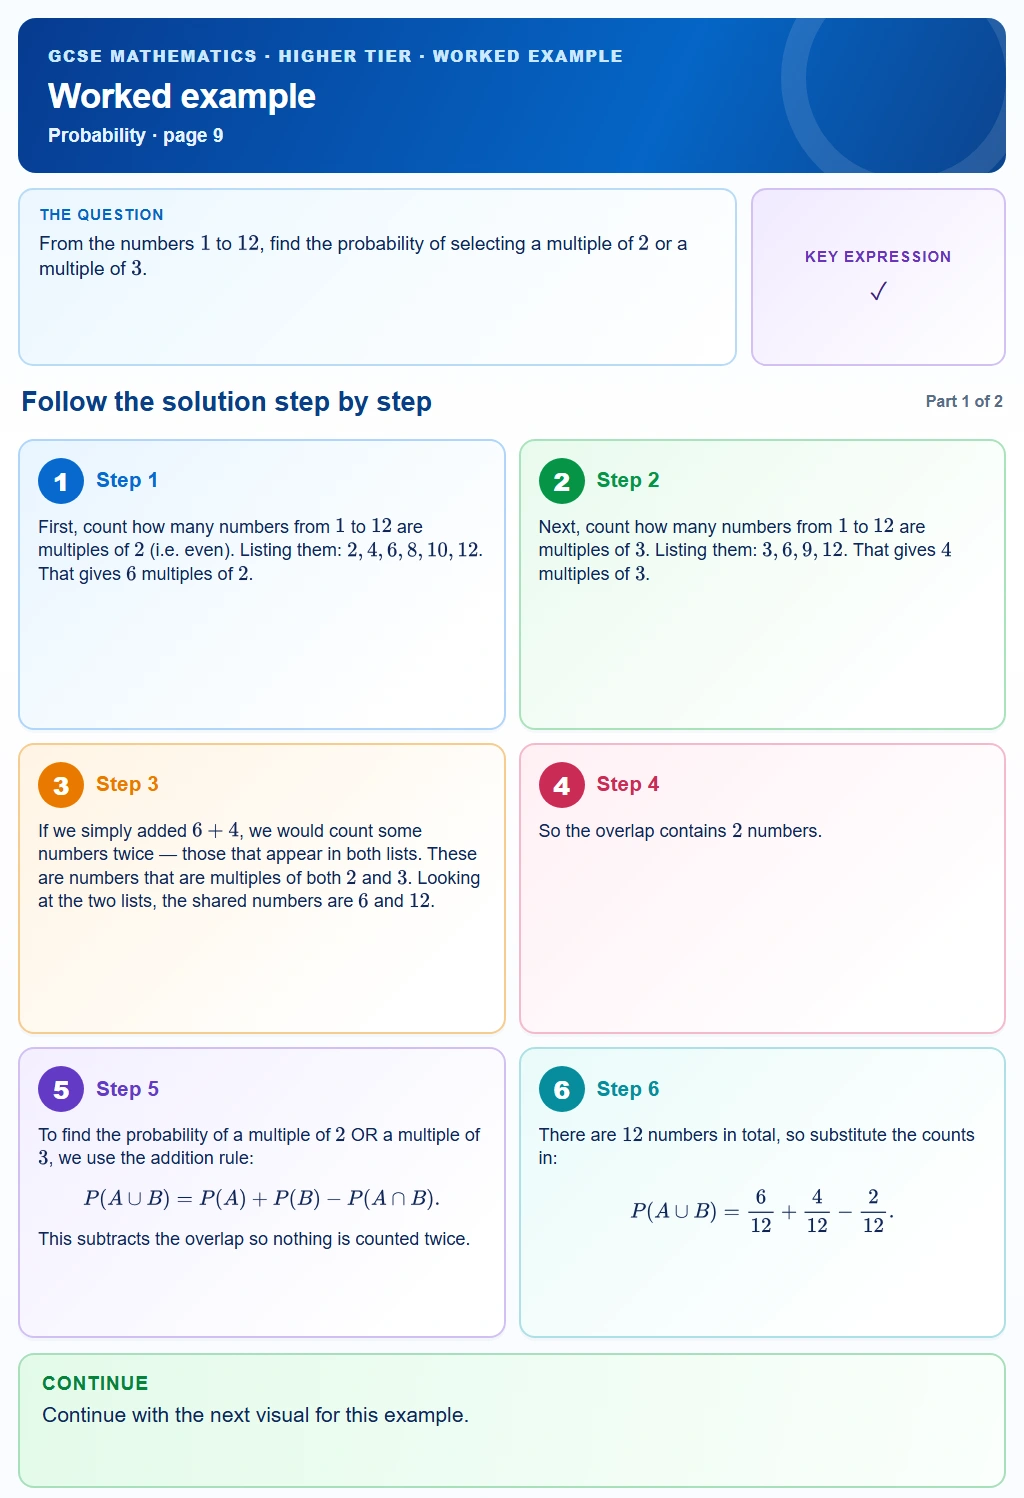 GCSE MATHEMATICS · HIGHER TIER · WORKED EXAMPLE
Worked example
Probability · page 9
THE QUESTION
From the numbers 1 to 12, find the probability of selecting a multiple of 2 or a
multiple of 3.
KEY EXPRESSION
✓
Follow the solution step by step
Part 1 of 2
1 Step 1
First, count how many numbers from 1 to 12 are
multiples of 2 (i.e. even). Listing them: 2, 4, 6, 8, 10, 12.
That gives 6 multiples of 2.
2 Step 2
Next, count how many numbers from 1 to 12 are
multiples of 3. Listing them: 3, 6, 9, 12. That gives 4
multiples of 3.
3 Step 3
If we simply added 6 + 4, we would count some
numbers twice — those that appear in both lists. These
are numbers that are multiples of both 2 and 3. Looking
at the two lists, the shared numbers are 6 and 12.
4 Step 4
So the overlap contains 2 numbers.
5 Step 5
To find the probability of a multiple of 2 OR a multiple of
3, we use the addition rule:
P(A ∪ B) = P(A) + P(B) − P(A ∩ B).
This subtracts the overlap so nothing is counted twice.
6 Step 6
There are 12 numbers in total, so substitute the counts
in:
P(A ∪ B) = 6/12 + 4/12 − 2/12.
CONTINUE
Continue with the next visual for this example.